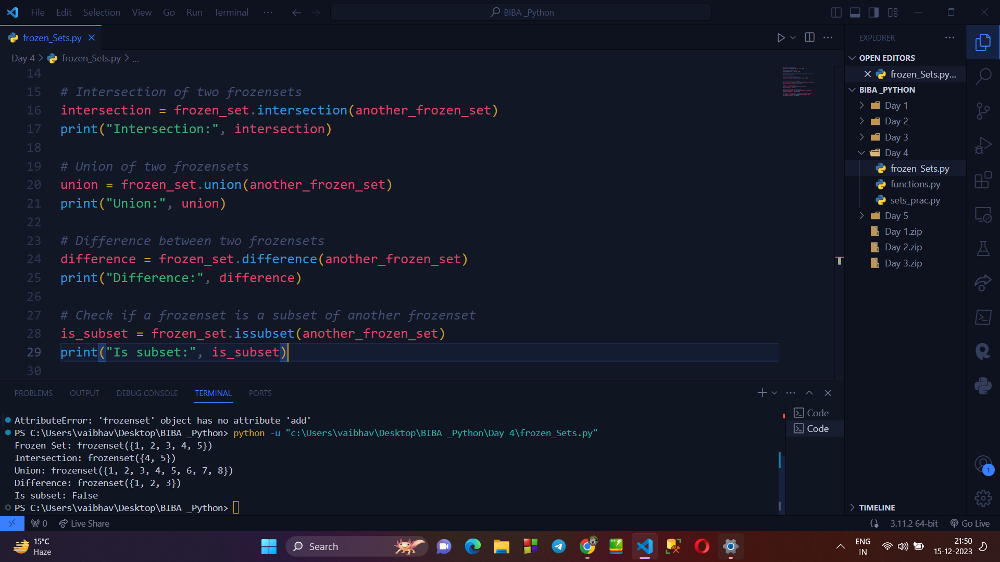 File Edit Selection View Go Run Terminal ··· BIBA _Python
frozen_Sets.py
Day 4 > frozen_Sets.py > ...
14
15 # Intersection of two frozensets
16 intersection = frozen_set.intersection(another_frozen_set)
17 print("Intersection:", intersection)
18
19 # Union of two frozensets
20 union = frozen_set.union(another_frozen_set)
21 print("Union:", union)
22
23 # Difference between two frozensets
24 difference = frozen_set.difference(another_frozen_set)
25 print("Difference:", difference)
26
27 # Check if a frozenset is a subset of another frozenset
28 is_subset = frozen_set.issubset(another_frozen_set)
29 print("Is subset:", is_subset)
30
PROBLEMS OUTPUT DEBUG CONSOLE TERMINAL PORTS
AttributeError: 'frozenset' object has no attribute 'add'
PS C:\Users\vaibhav\Desktop\BIBA _Python> python -u "c:\Users\vaibhav\Desktop\BIBA _Python\Day 4\frozen_Sets.py"
Frozen Set: frozenset({1, 2, 3, 4, 5})
Intersection: frozenset({4, 5})
Union: frozenset({1, 2, 3, 4, 5, 6, 7, 8})
Difference: frozenset({1, 2, 3})
Is subset: False
PS C:\Users\vaibhav\Desktop\BIBA _Python>
Code
Code
EXPLORER
OPEN EDITORS
frozen_Sets.py...
BIBA _PYTHON
Day 1
Day 2
Day 3
Day 4
frozen_Sets.py
functions.py
sets_prac.py
Day 5
Day 1.zip
Day 2.zip
Day 3.zip
TIMELINE
1
0 Live Share 3.11.2 64-bit Go Live
15°C
Haze
Search
ENG
IN
21:50
15-12-2023